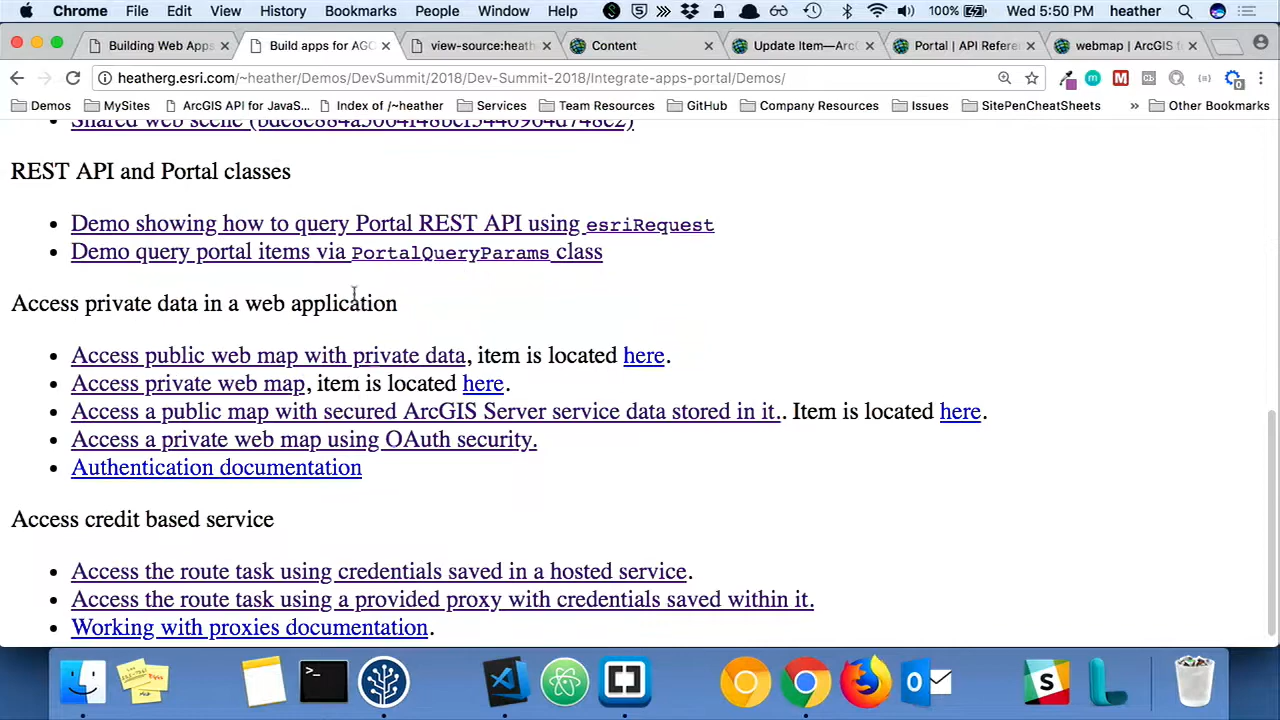 Chrome File Edit View History Bookmarks People Window Help 100% Wed 5:50 PM heather
Building Web Apps Build apps for AGO view-source:heath Content Update Item—ArcG Portal | API Refere webmap | ArcGIS f
heatherg.esri.com/~heather/Demos/DevSummit/2018/Dev-Summit-2018/Integrate-apps-portal/Demos/
Demos MySites ArcGIS API for JavaS... Index of /~heather Services Team Resources GitHub Company Resources Issues SitePenCheatSheets » Other Bookmarks
Shared web scene
REST API and Portal classes
• Demo showing how to query Portal REST API using esriRequest
• Demo query portal items via PortalQueryParams class
Access private data in a web application
• Access public web map with private data, item is located here.
• Access private web map, item is located here.
• Access a public map with secured ArcGIS Server service data stored in it.. Item is located here.
• Access a private web map using OAuth security.
• Authentication documentation
Access credit based service
• Access the route task using credentials saved in a hosted service.
• Access the route task using a provided proxy with credentials saved within it.
• Working with proxies documentation.